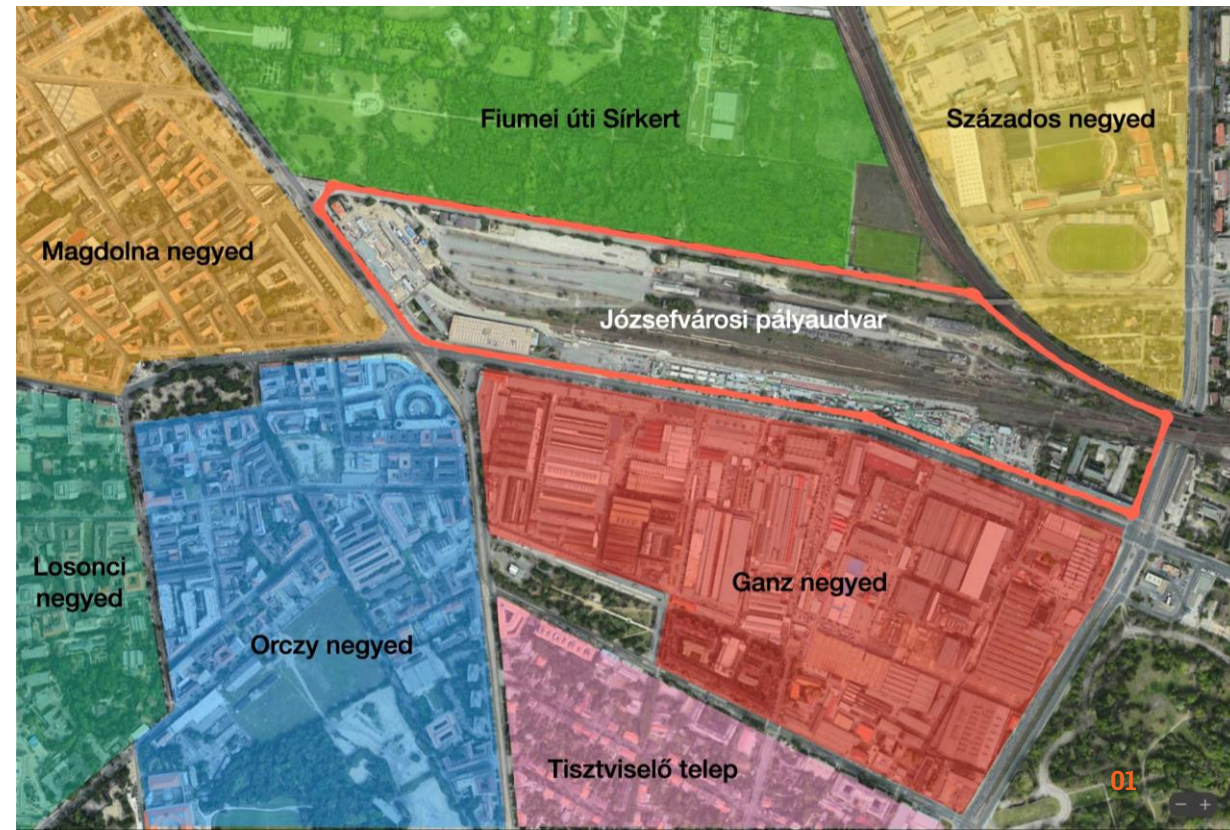 Fiumei úti Sírkert
Százados negyed
Magdolna negyed
Józsefvárosi pályaudvar
Losonci
negyed
Ganz negyed
Orczy negyed
Tisztviselő telep
01